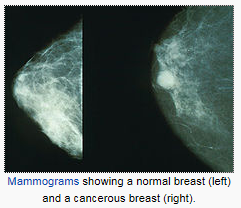 Mammograms showing a normal breast (left)
and a cancerous breast (right).